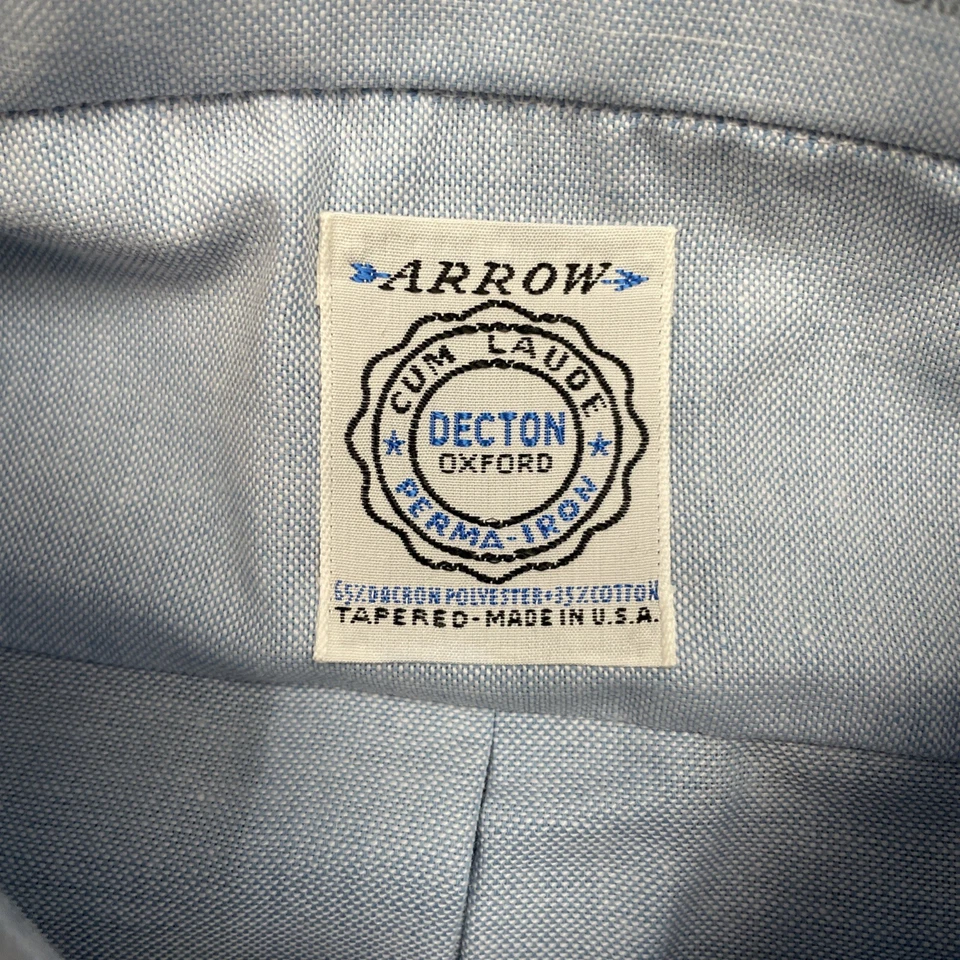 ARROW
CUM LAUDE
DECTON
OXFORD
PERMA-IRON
65% DACRON POLYESTER•35% COTTON
TAPERED-MADE IN U.S.A.